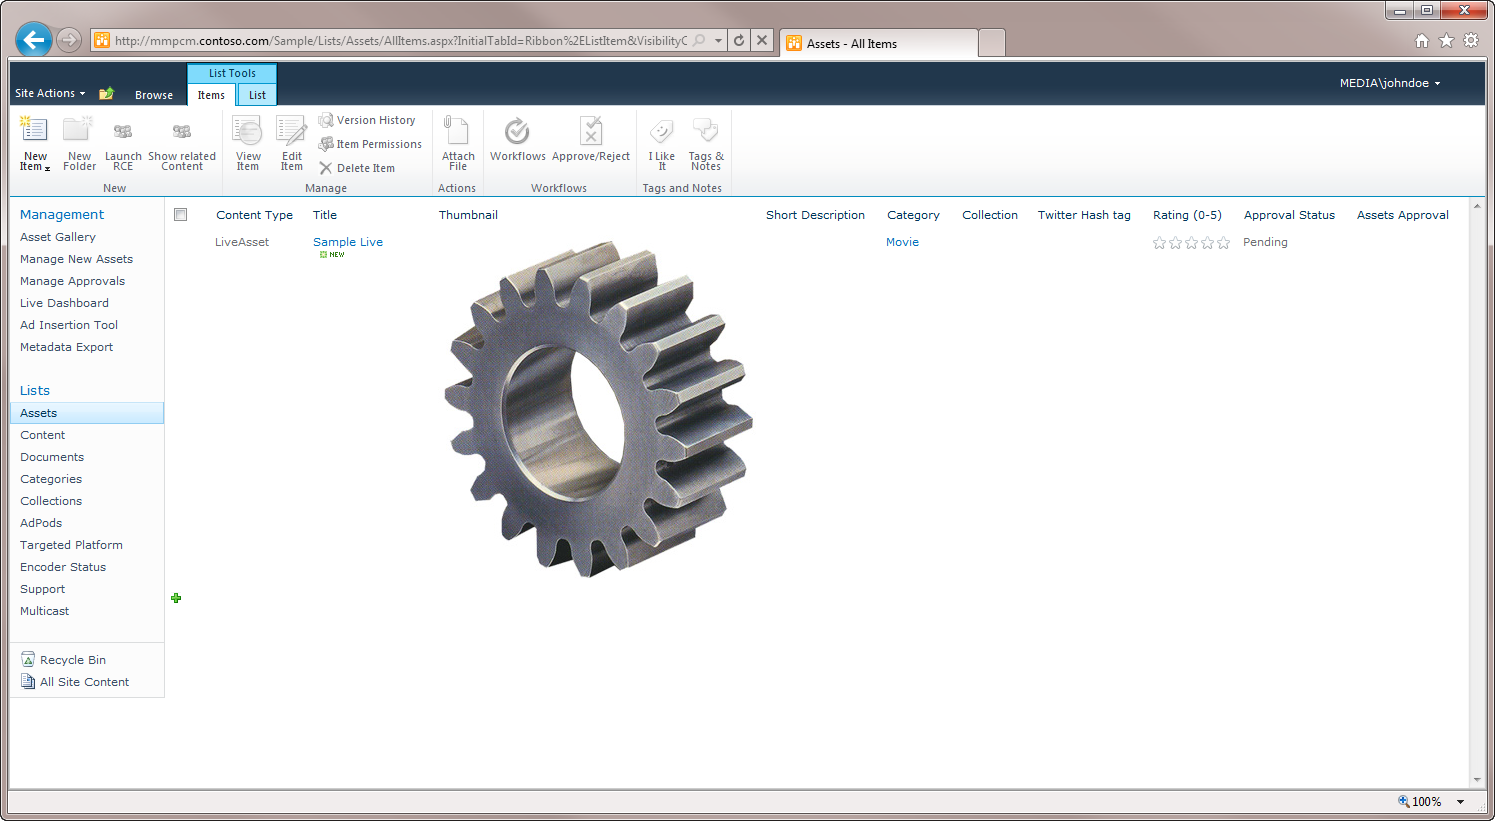 http://mmpcm.contoso.com/Sample/Lists/Assets/AllItems.aspx?InitialTabId=Ribbon%2EListItem&VisibilityC
Assets - All Items
List Tools
Site Actions
Browse
Items
List
MEDIA\johndoe
New Item
New Folder
Launch RCE
Show related Content
New
View Item
Edit Item
Version History
Item Permissions
Delete Item
Manage
Attach File
Actions
Workflows
Approve/Reject
Workflows
I Like It
Tags & Notes
Tags and Notes
Management
Asset Gallery
Manage New Assets
Manage Approvals
Live Dashboard
Ad Insertion Tool
Metadata Export
Lists
Assets
Content
Documents
Categories
Collections
AdPods
Targeted Platform
Encoder Status
Support
Multicast
Recycle Bin
All Site Content
Content Type Title Thumbnail Short Description Category Collection Twitter Hash tag Rating (0-5) Approval Status Assets Approval
LiveAsset Sample Live Movie Pending
NEW
100%